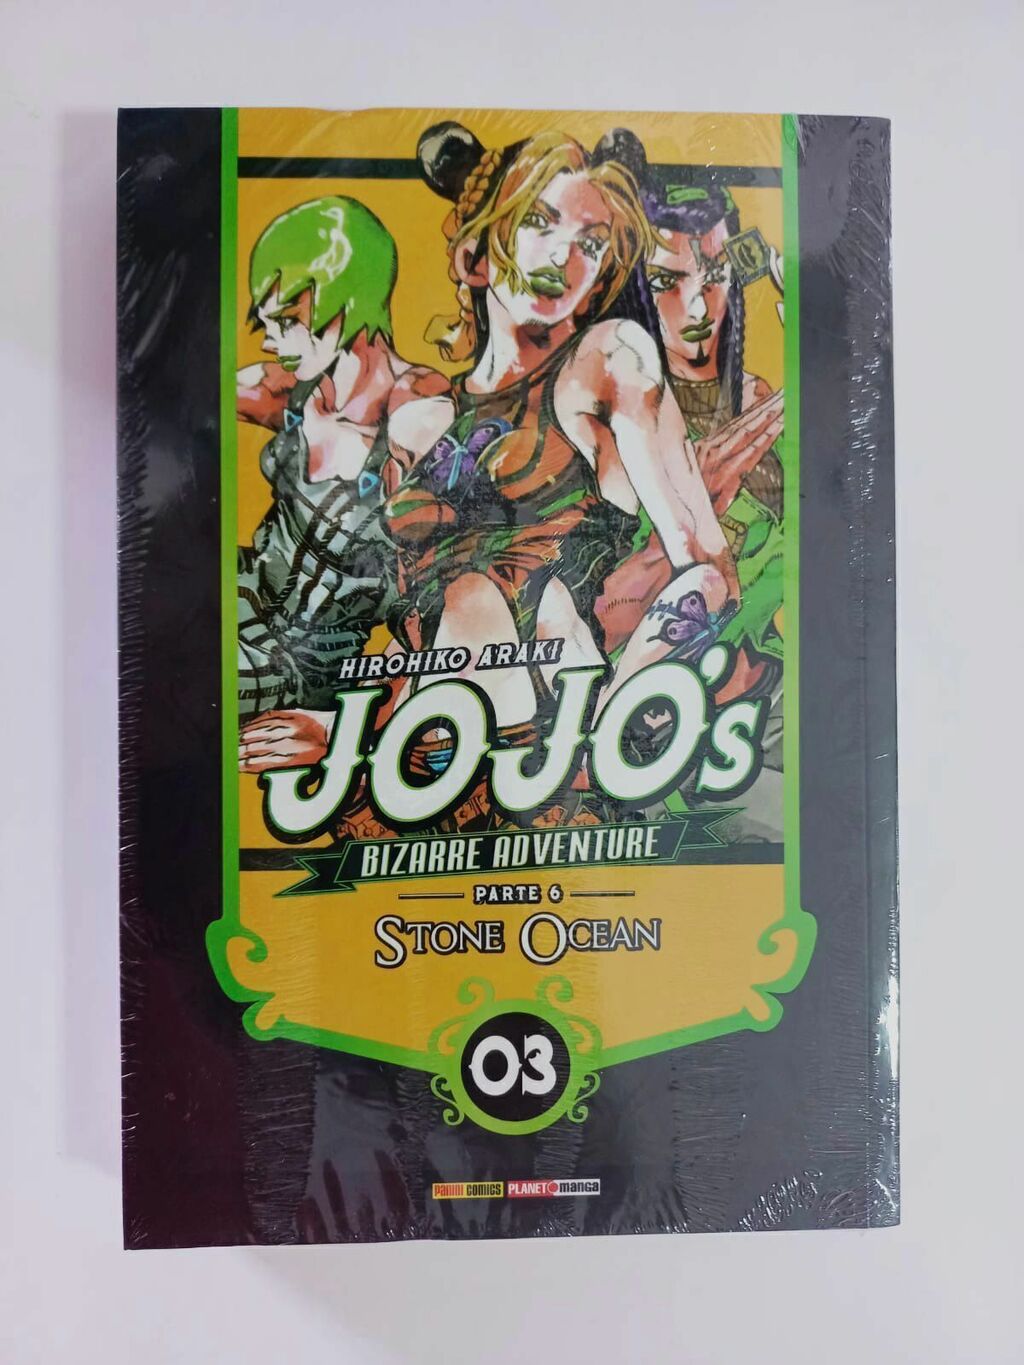 HIROHIKO ARAKI
JOJO's
BIZARRE ADVENTURE
PARTE 6
STONE OCEAN
03
PANINI COMICS PLANET manga